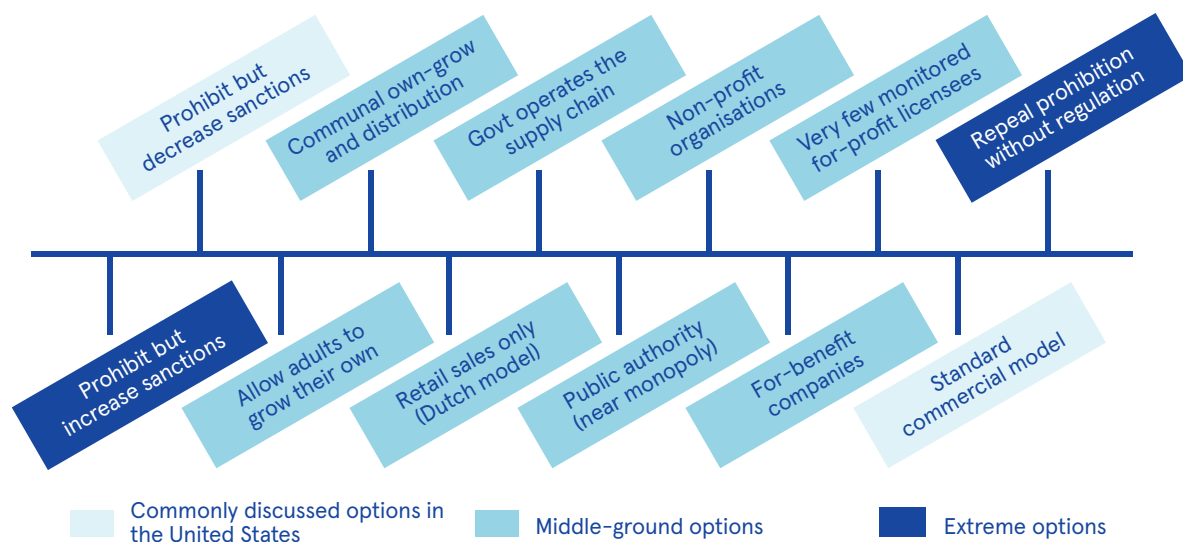 Prohibit but
decrease sanctions
Communal own-grow
and distribution
Govt operates the
supply chain
Non-profit
organisations
Very few monitored
for-profit licensees
Repeal prohibition
without regulation
Prohibit but
increase sanctions
Allow adults to
grow their own
Retail sales only
(Dutch model)
Public authority
(near monopoly)
For-benefit
companies
Standard
commercial model
Commonly discussed options in
the United States
Middle-ground options
Extreme options